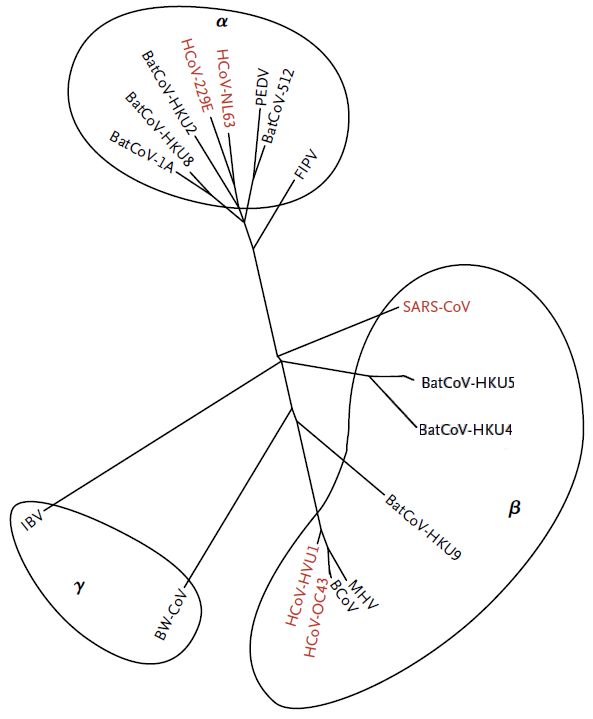 α
BatCoV-HKU2
HCoV-229E
HCoV-NL63
PEDV
BatCoV-512
BatCoV-HKU8
BatCoV-1A
FIPV
SARS-CoV
BatCoV-HKU5
BatCoV-HKU4
BatCoV-HKU9
β
IBV
γ
BW-CoV
HCoV-HVU1
HCoV-OC43
BCoV
MHV